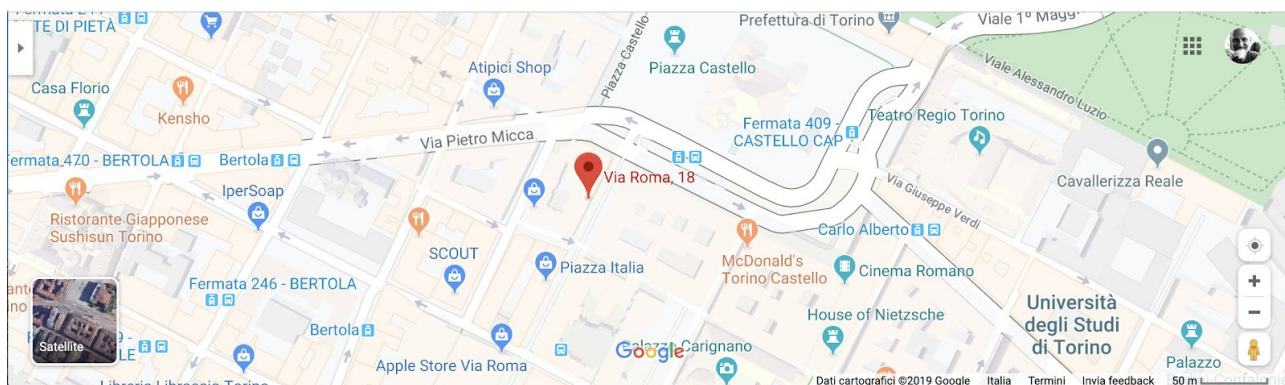 TE DI PIETÀ
Prefettura di Torino
Viale 1º Maggio
Piazza Castello
Piazza Castello
Viale Alessandro Luzio
Atipici Shop
Casa Florio
Kensho
Fermata 409 -
CASTELLO CAP
Teatro Regio Torino
Via Pietro Micca
Fermata 470 - BERTOLA
Bertola
Via Roma, 18
Cavallerizza Reale
IperSoap
Via Giuseppe Verdi
Ristorante Giapponese
Sushisun Torino
Carlo Alberto
SCOUT
Piazza Italia
McDonald's
Torino Castello
Cinema Romano
Fermata 246 - BERTOLA
Università
degli Studi
di Torino
House of Nietzsche
Bertola
Satellite
Palazzo Carignano
Google
Apple Store Via Roma
Palazzo
Dati cartografici ©2019 Google
Italia
Termini
Invia feedback
50 m